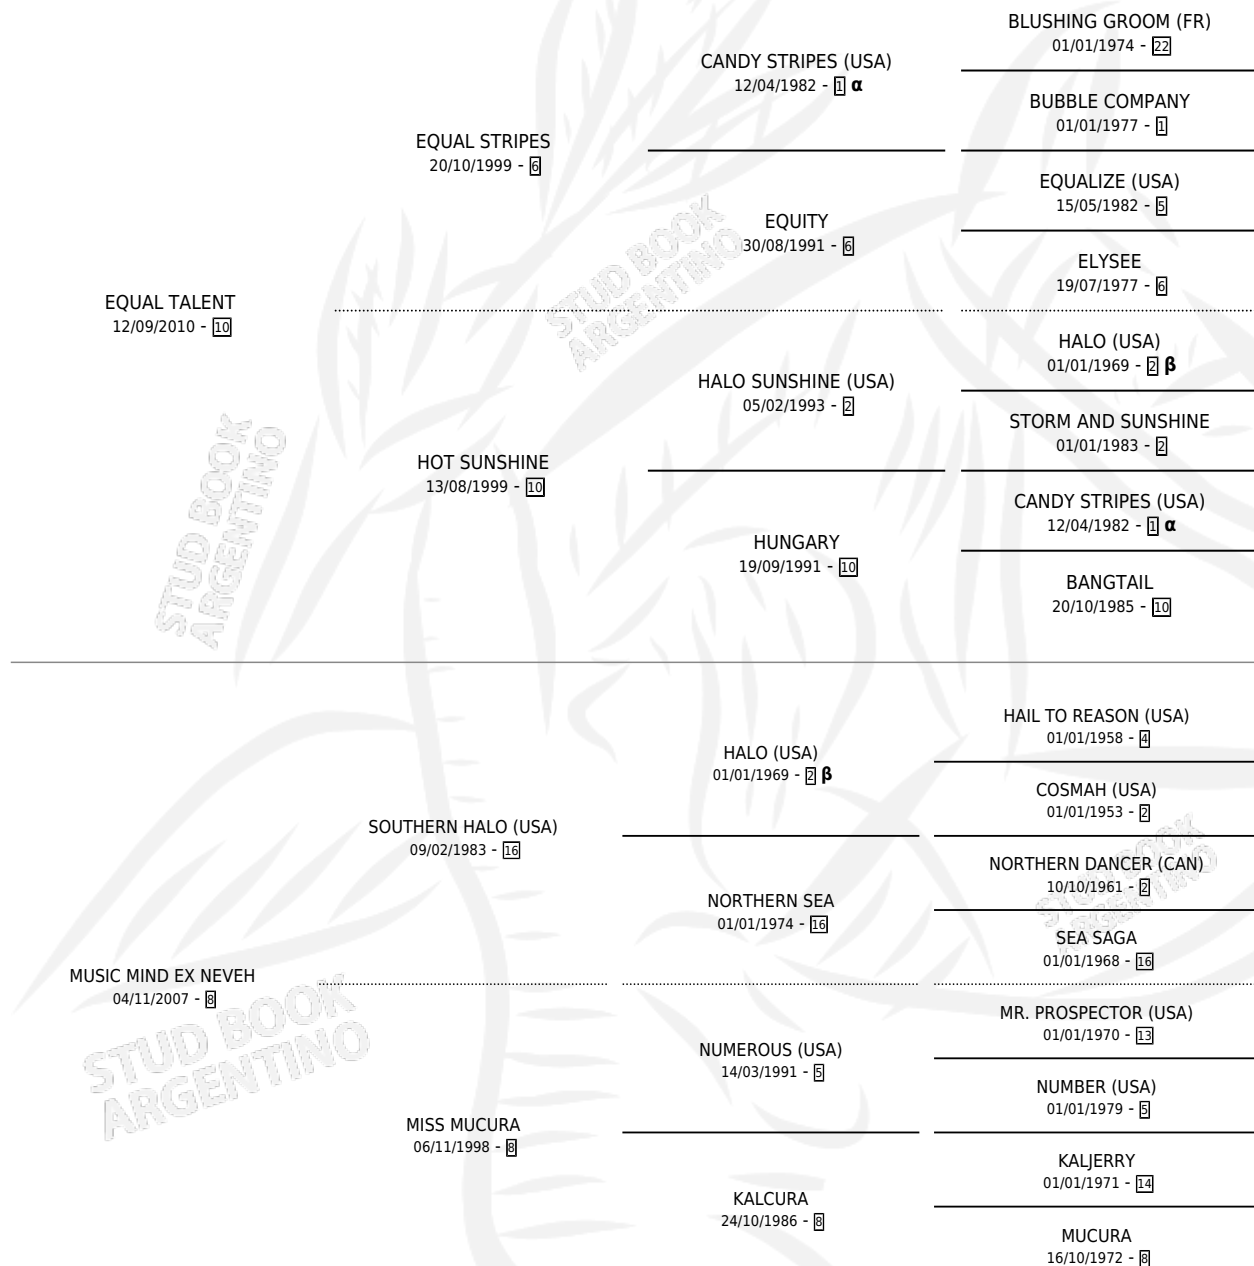 BLUSHING GROOM (FR)
01/01/1974 - 22
CANDY STRIPES (USA)
12/04/1982 - 1 α
BUBBLE COMPANY
01/01/1977 - 1
EQUAL STRIPES
20/10/1999 - 6
EQUALIZE (USA)
15/05/1982 - 5
EQUITY
30/08/1991 - 6
ELYSEE
19/07/1977 - 6
EQUAL TALENT
12/09/2010 - 10
HALO (USA)
01/01/1969 - 2 β
HALO SUNSHINE (USA)
05/02/1993 - 2
STORM AND SUNSHINE
01/01/1983 - 2
HOT SUNSHINE
13/08/1999 - 10
CANDY STRIPES (USA)
12/04/1982 - 1 α
HUNGARY
19/09/1991 - 10
BANGTAIL
20/10/1985 - 10
STUD BOOK
ARGENTINO
STUD BOOK
ARGENTINO
HAIL TO REASON (USA)
01/01/1958 - 4
HALO (USA)
01/01/1969 - 2 β
COSMAH (USA)
01/01/1953 - 2
SOUTHERN HALO (USA)
09/02/1983 - 16
NORTHERN DANCER (CAN)
10/10/1961 - 2
NORTHERN SEA
01/01/1974 - 16
SEA SAGA
01/01/1968 - 16
MUSIC MIND EX NEVEH
04/11/2007 - 8
MR. PROSPECTOR (USA)
01/01/1970 - 13
NUMEROUS (USA)
14/03/1991 - 5
NUMBER (USA)
01/01/1979 - 5
MISS MUCURA
06/11/1998 - 8
KALJERRY
01/01/1971 - 14
KALCURA
24/10/1986 - 8
MUCURA
16/10/1972 - 8
STUD BOOK
ARGENTINO
STUD BOOK
ARGENTINO